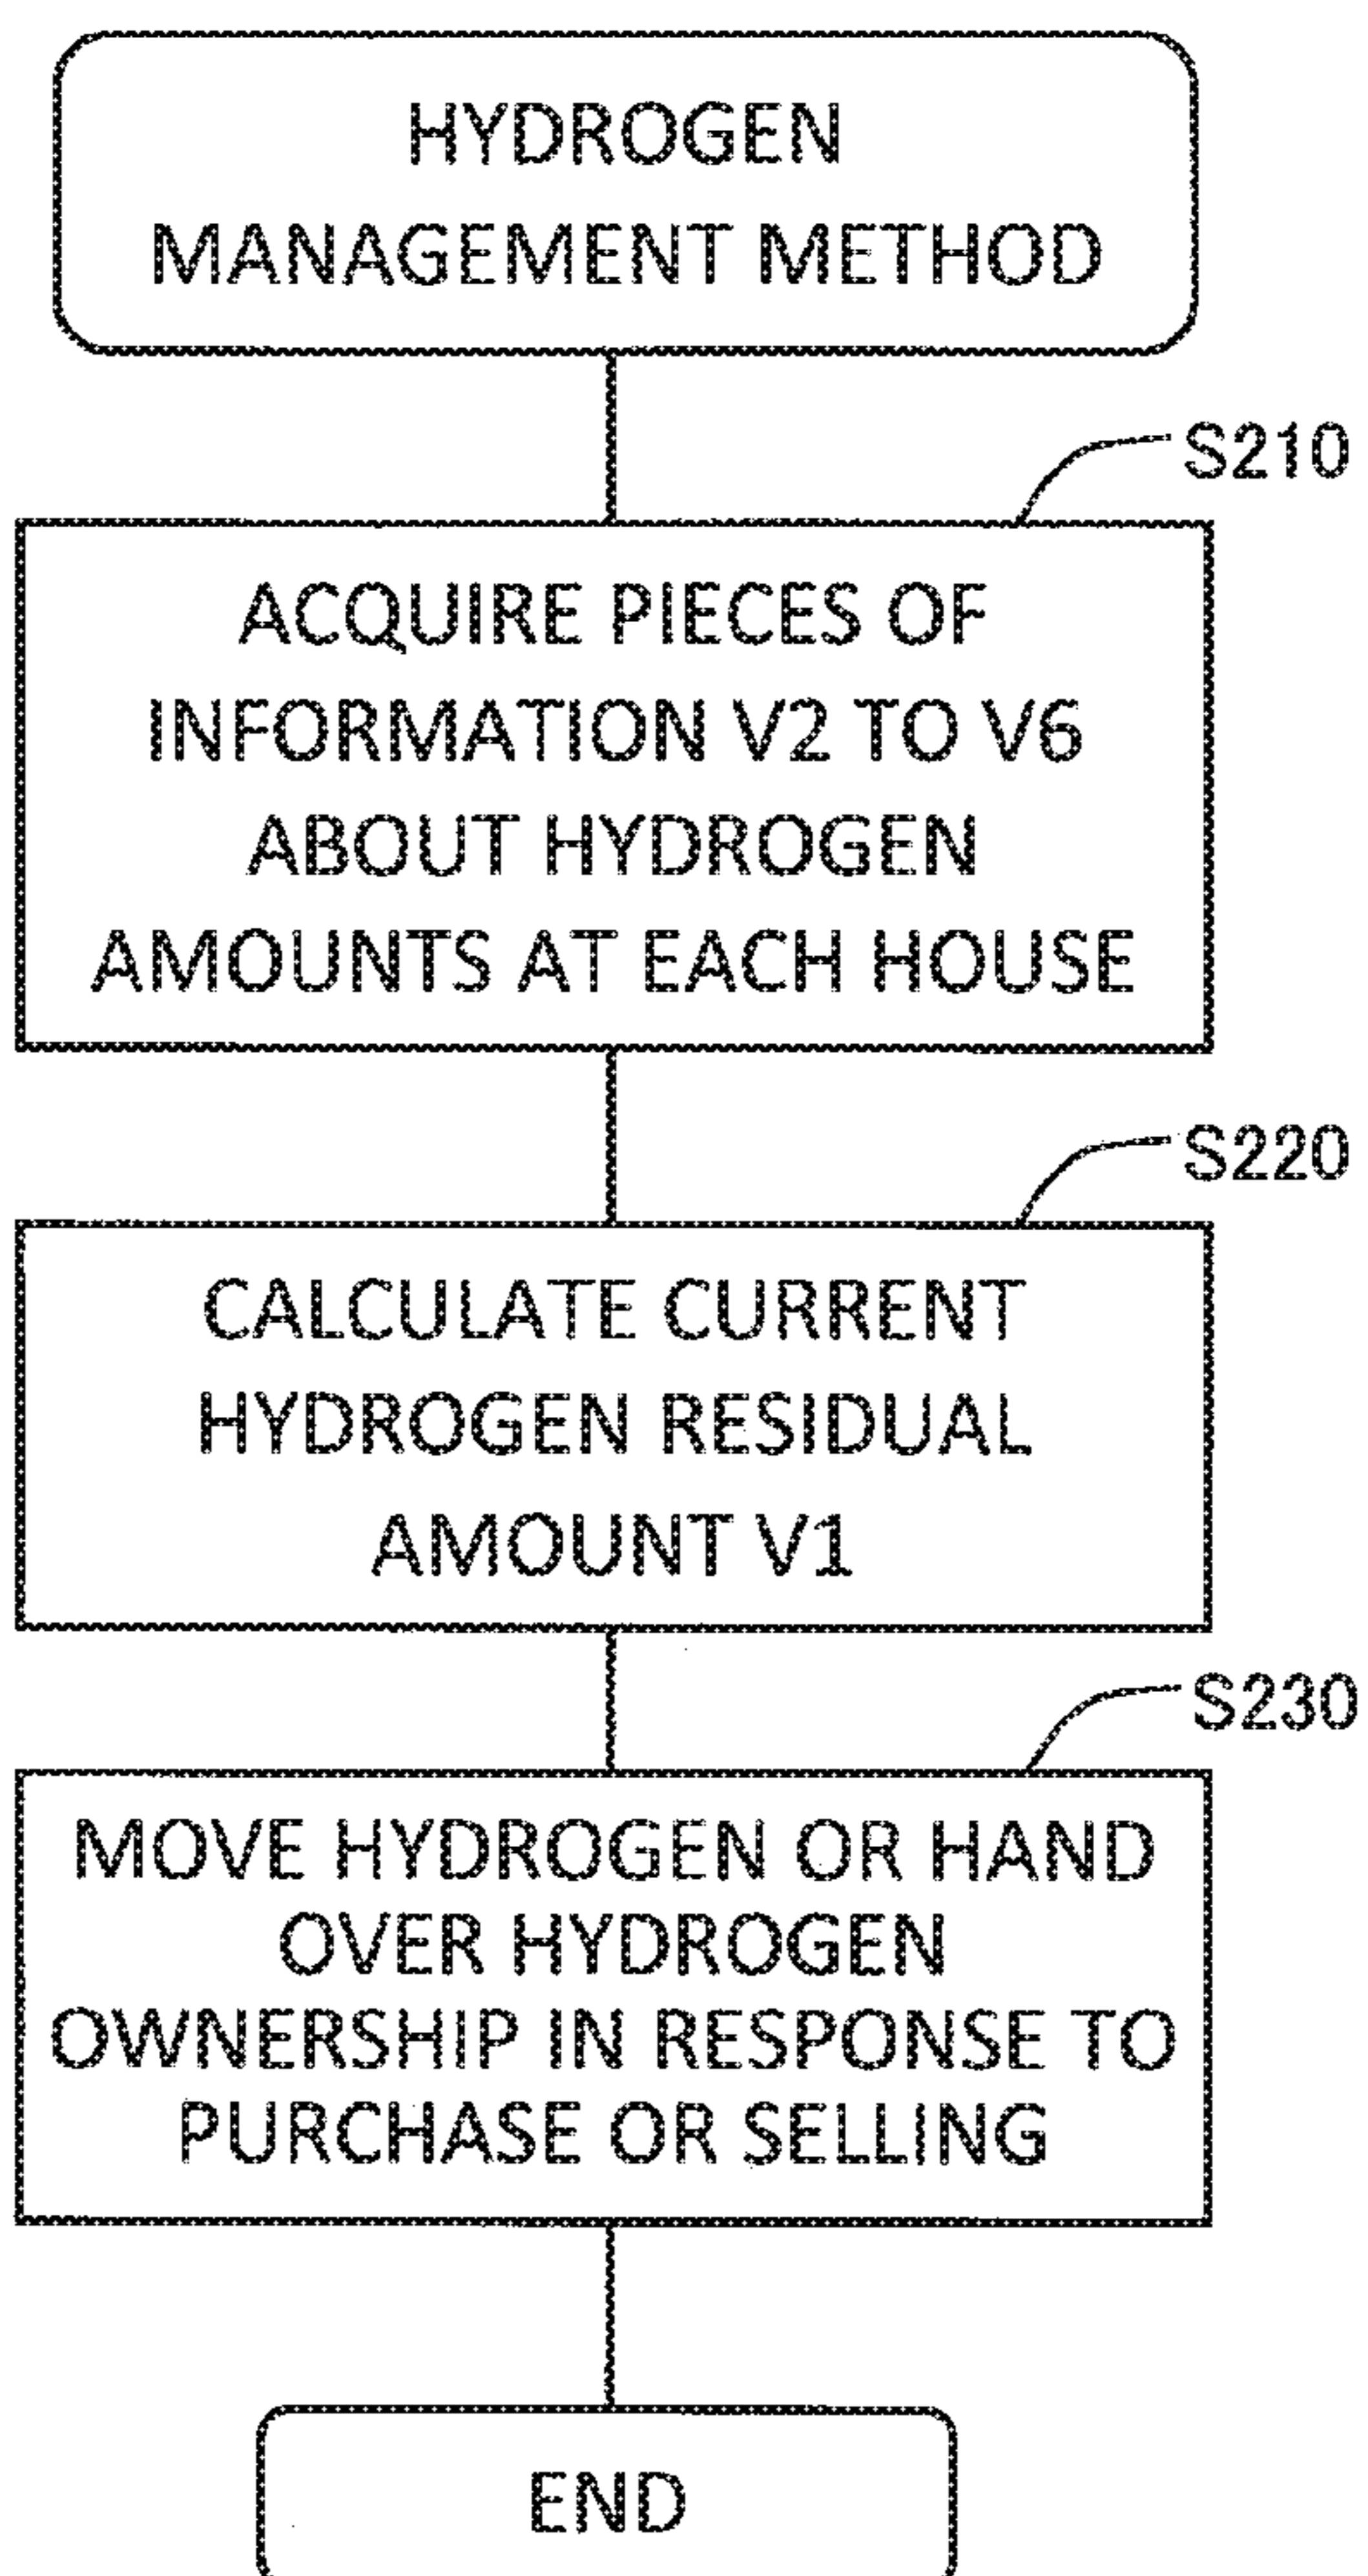 HYDROGEN
MANAGEMENT METHOD
S210
ACQUIRE PIECES OF
INFORMATION V2 TO V6
ABOUT HYDROGEN
AMOUNTS AT EACH HOUSE
S220
CALCULATE CURRENT
HYDROGEN RESIDUAL
AMOUNT V1
S230
MOVE HYDROGEN OR HAND
OVER HYDROGEN
OWNERSHIP IN RESPONSE TO
PURCHASE OR SELLING
END